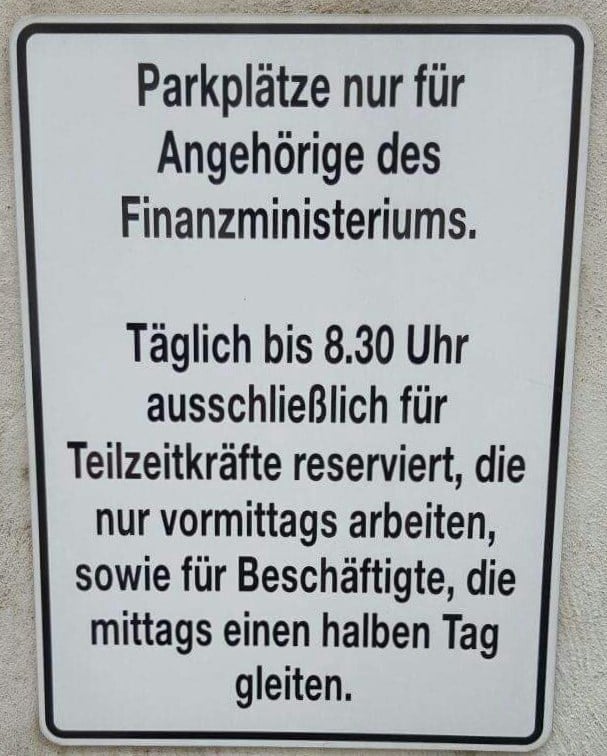 Parkplätze nur für
Angehörige des
Finanzministeriums.
Täglich bis 8.30 Uhr
ausschließlich für
Teilzeitkräfte reserviert, die
nur vormittags arbeiten,
sowie für Beschäftigte, die
mittags einen halben Tag
gleiten.